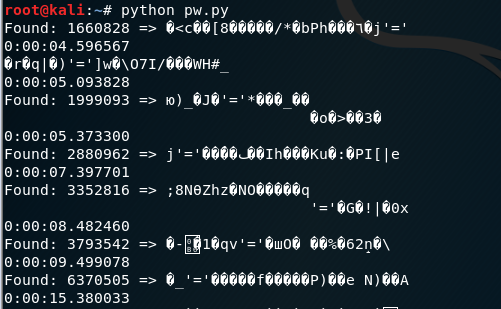 root@kali:~# python pw.py
Found: 1660828 => �<c��[8�����/*�bPh���ך�j'='
0:00:04.596567
�r�q|�)'=']w�\O7I/���WH#_
0:00:05.093828
Found: 1999093 => ю)_�J�'='*���_��
�o�>��3�
0:00:05.373300
Found: 2880962 => j'='����ب��Ih���Ku�:�PI[|e
0:00:07.397701
Found: 3352816 => ;8NθZhz�NO�����q
'='�G�!|�0x
0:00:08.482460
Found: 3793542 => �-�1�qv'='�шO� ��%�62n�\
0:00:09.499078
Found: 6370505 => �_'='�����f�����P)��e N)��A
0:00:15.380033